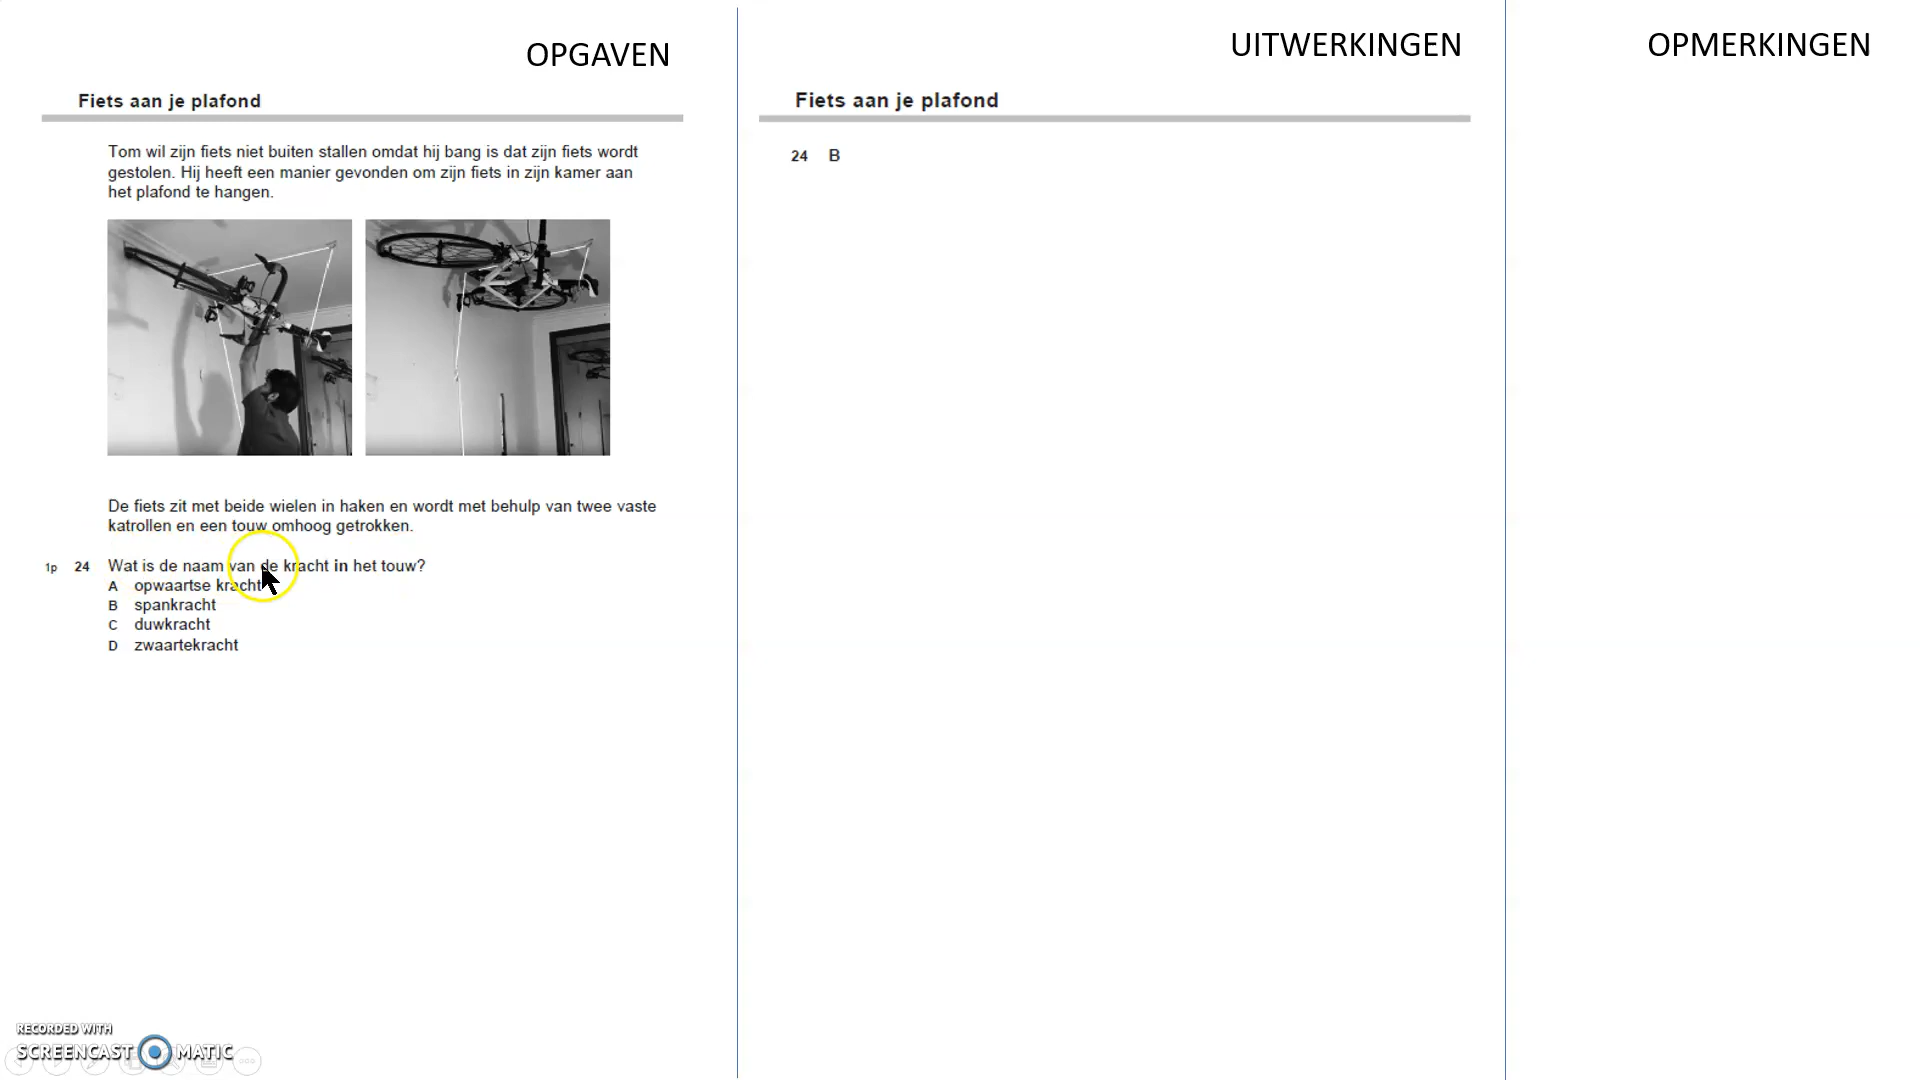 OPGAVEN
Fiets aan je plafond
Tom wil zijn fiets niet buiten stallen omdat hij bang is dat zijn fiets wordt
gestolen. Hij heeft een manier gevonden om zijn fiets in zijn kamer aan
het plafond te hangen.
De fiets zit met beide wielen in haken en wordt met behulp van twee vaste
katrollen en een touw omhoog getrokken.
1p 24 Wat is de naam van de kracht in het touw?
A opwaartse kracht
B spankracht
C duwkracht
D zwaartekracht
UITWERKINGEN
Fiets aan je plafond
24 B
OPMERKINGEN
RECORDED WITH
SCREENCAST MATIC